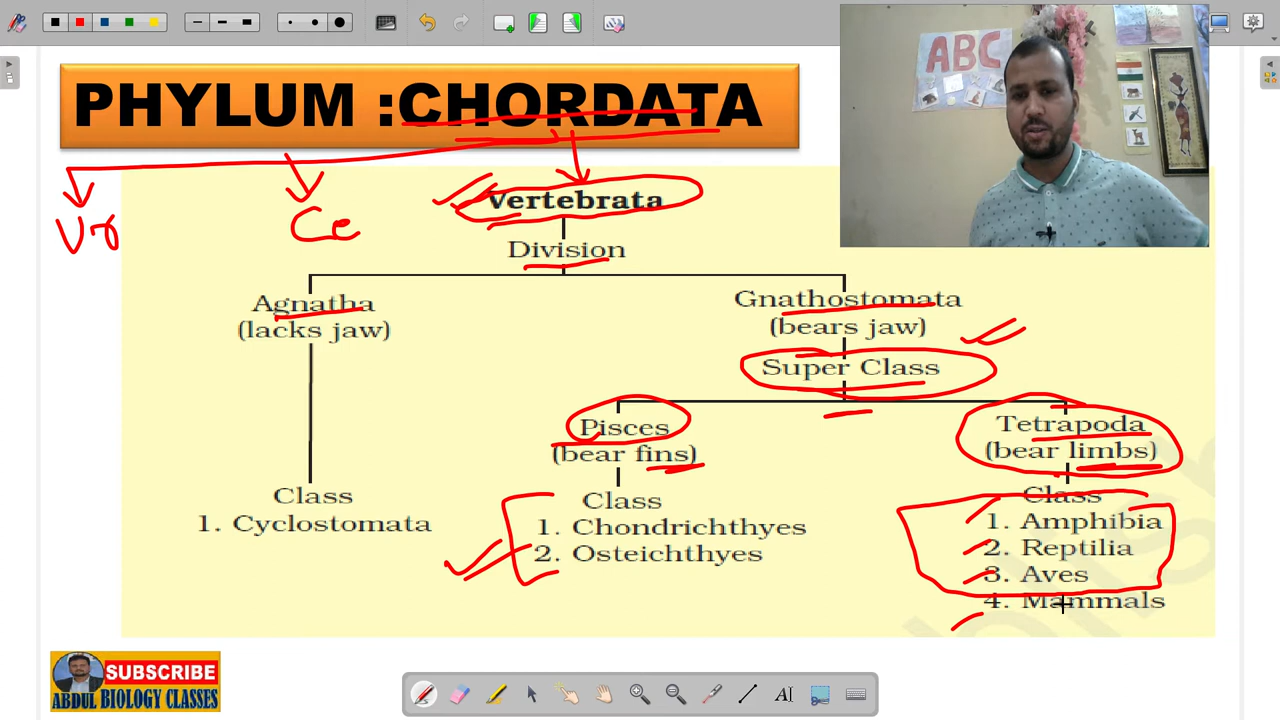 ABC
PHYLUM :CHORDATA
Vertebrata
Ur
Ce
Division
Agnatha
(lacks jaw)
Gnathostomata
(bears jaw)
Super Class
Pisces
(bear fins)
Tetrapoda
(bear limbs)
Class
1. Cyclostomata
Class
1. Chondrichthyes
2. Osteichthyes
Class
1. Amphibia
2. Reptilia
3. Aves
4. Mammals
SUBSCRIBE
ABDUL BIOLOGY CLASSES
AI